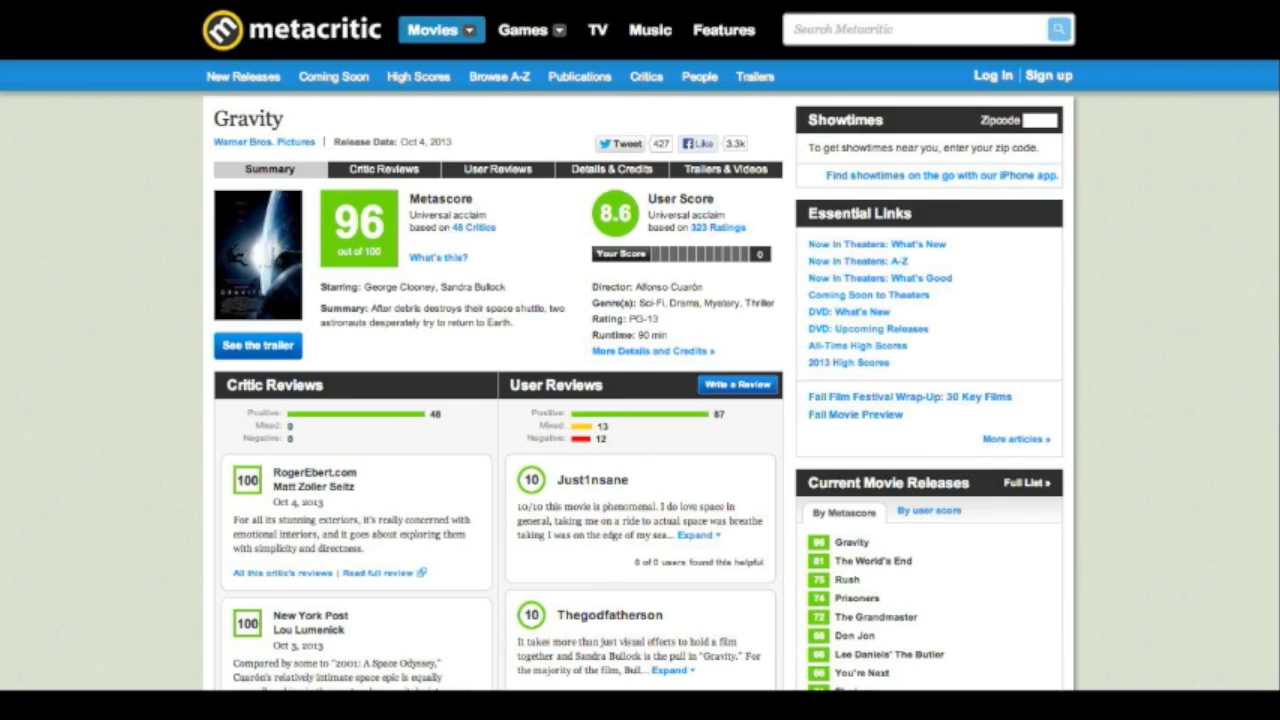 metacritic
Movies
Games
TV
Music
Features
Search Metacritic
New Releases
Coming Soon
High Scores
Browse A-Z
Publications
Critics
People
Trailers
Log In | Sign up
Gravity
Warner Bros. Pictures | Release Date: Oct 4, 2013
Tweet 427
Like 3.3k
Summary
Critic Reviews
User Reviews
Details & Credits
Trailers & Videos
GRAVITY
See the trailer
96
out of 100
Metascore
Universal acclaim
based on 48 Critics
What's this?
8.6
User Score
Universal acclaim
based on 323 Ratings
Your Score 0
Starring: George Clooney, Sandra Bullock
Summary: After debris destroys their space shuttle, two
astronauts desperately try to return to Earth.
Director: Alfonso Cuarón
Genre(s): Sci-Fi, Drama, Mystery, Thriller
Rating: PG-13
Runtime: 90 min
More Details and Credits »
Critic Reviews
Positive: 48
Mixed: 0
Negative: 0
100
RogerEbert.com
Matt Zoller Seitz
Oct 4, 2013
For all its stunning exteriors, it's really concerned with
emotional interiors, and it goes about exploring them
with simplicity and directness.
All this critic's reviews | Read full review
100
New York Post
Lou Lumenick
Oct 3, 2013
Compared by some to "2001: A Space Odyssey,"
Cuarón's relatively intimate space epic is equally
User Reviews
Write a Review
Positive: 87
Mixed: 13
Negative: 12
10
Just1nsane
10/10 this movie is phenomenal. I do love space in
general, taking me on a ride to actual space was breathe
taking I was on the edge of my sea... Expand
0 of 0 users found this helpful
10
Thegodfatherson
It takes more than just visual effects to hold a film
together and Sandra Bullock is the pull in "Gravity." For
the majority of the film, Bull... Expand
Showtimes
Zipcode
To get showtimes near you, enter your zip code.
Find showtimes on the go with our iPhone app.
Essential Links
Now In Theaters: What's New
Now In Theaters: A-Z
Now In Theaters: What's Good
Coming Soon to Theaters
DVD: What's New
DVD: Upcoming Releases
All-Time High Scores
2013 High Scores
Fall Film Festival Wrap-Up: 30 Key Films
Fall Movie Preview
More articles »
Current Movie Releases
Full List »
By Metascore
By user score
96 Gravity
81 The World's End
75 Rush
74 Prisoners
72 The Grandmaster
66 Don Jon
66 Lee Daniels' The Butler
66 You're Next